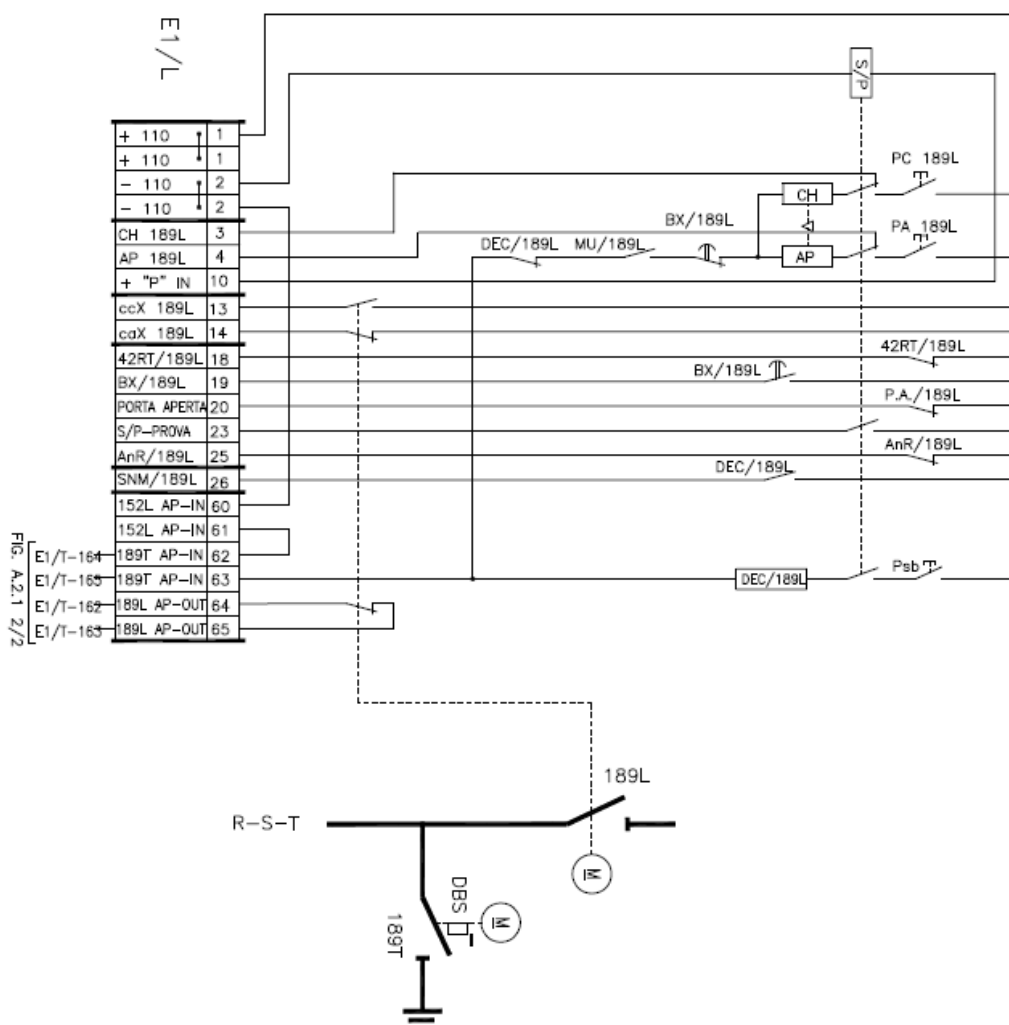 E1/L
+ 110 1
+ 110 1
- 110 2
- 110 2
CH 189L 3
AP 189L 4
+ "P" IN 10
ccX 189L 13
caX 189L 14
42RT/189L 18
BX/189L 19
PORTA APERTA 20
S/P-PROVA 23
AnR/189L 25
SNM/189L 26
152L AP-IN 60
152L AP-IN 61
E1/T-164 189T AP-IN 62
E1/T-165 189T AP-IN 63
E1/T-162 189L AP-OUT 64
E1/T-163 189L AP-OUT 65
FIG. A.2.1 2/2
S/P
PC 189L
CH
BX/189L
PA 189L
DEC/189L
MU/189L
AP
42RT/189L
BX/189L
P.A./189L
AnR/189L
DEC/189L
Psb
DEC/189L
189L
R-S-T
M
DBS
M
189T